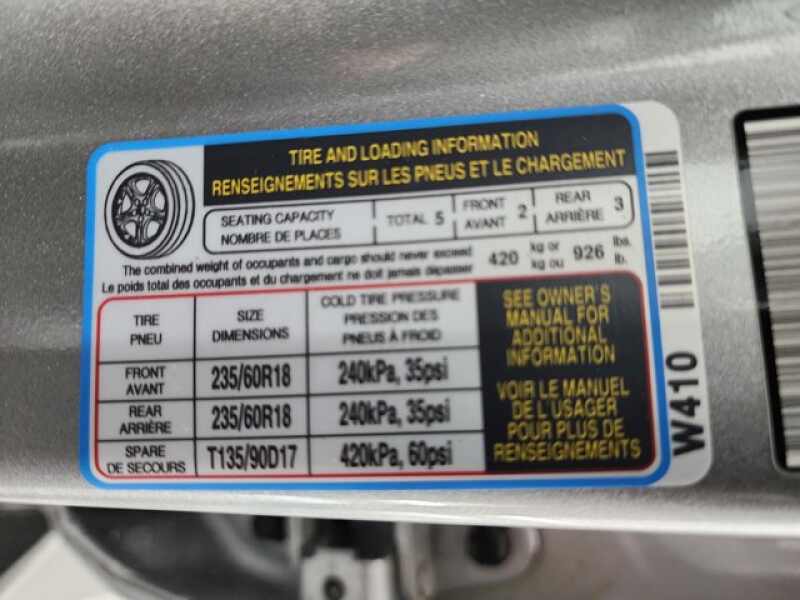 TIRE AND LOADING INFORMATION
RENSEIGNEMENTS SUR LES PNEUS ET LE CHARGEMENT
SEATING CAPACITY
NOMBRE DE PLACES
TOTAL 5
FRONT
AVANT 2
REAR
ARRIÈRE 3
The combined weight of occupants and cargo should never exceed
Le poids total des occupants et du chargement ne doit jamais dépasser
420 kg or
kg ou 926 lbs.
lb.
TIRE
PNEU
SIZE
DIMENSIONS
COLD TIRE PRESSURE
PRESSION DES
PNEUS À FROID
SEE OWNER'S
MANUAL FOR
ADDITIONAL
INFORMATION
FRONT
AVANT
235/60R18
240kPa, 35psi
REAR
ARRIÈRE
235/60R18
240kPa, 35psi
SPARE
DE SECOURS
T135/90D17
420kPa, 60psi
VOIR LE MANUEL
DE L'USAGER
POUR PLUS DE
RENSEIGNEMENTS
W410